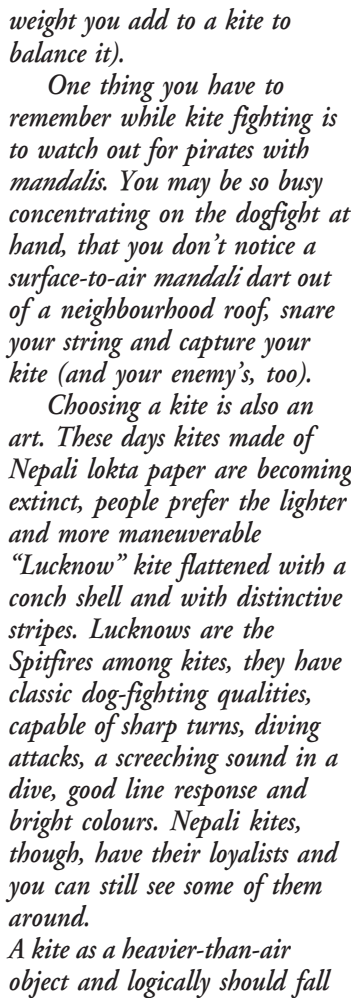 weight you add to a kite to
balance it).
One thing you have to
remember while kite fighting is
to watch out for pirates with
mandalis. You may be so busy
concentrating on the dogfight at
hand, that you don't notice a
surface-to-air mandali dart out
of a neighbourhood roof, snare
your string and capture your
kite (and your enemy's, too).
Choosing a kite is also an
art. These days kites made of
Nepali lokta paper are becoming
extinct, people prefer the lighter
and more maneuverable
“Lucknow” kite flattened with a
conch shell and with distinctive
stripes. Lucknows are the
Spitfires among kites, they have
classic dog-fighting qualities,
capable of sharp turns, diving
attacks, a screeching sound in a
dive, good line response and
bright colours. Nepali kites,
though, have their loyalists and
you can still see some of them
around.
A kite as a heavier-than-air
object and logically should fall